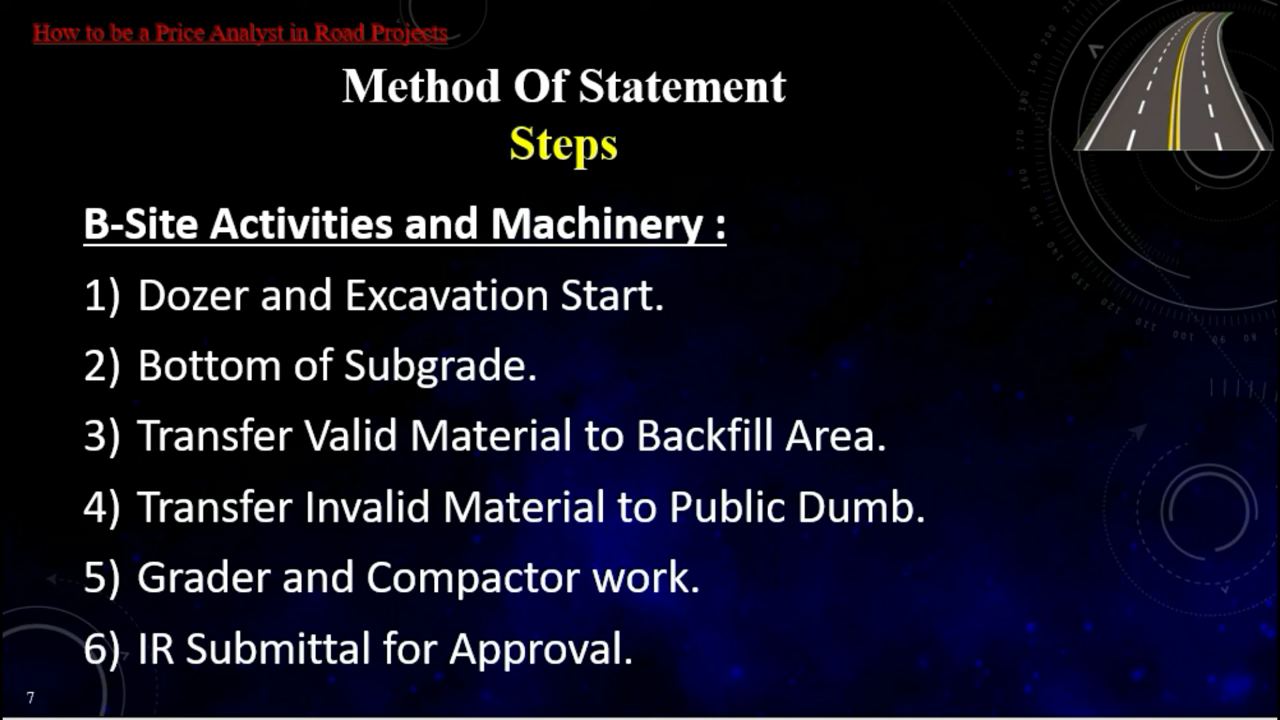 How to be a Price Analyst in Road Projects
Method Of Statement
Steps
B-Site Activities and Machinery :
1) Dozer and Excavation Start.
2) Bottom of Subgrade.
3) Transfer Valid Material to Backfill Area.
4) Transfer Invalid Material to Public Dumb.
5) Grader and Compactor work.
6) IR Submittal for Approval.
7